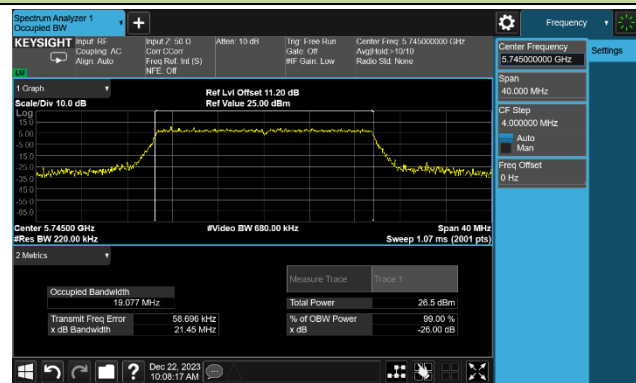 Spectrum Analyzer 1
Occupied BW
Frequency
KEYSIGHT
Input: RF
Coupling: AC
Align: Auto
Input Z: 50 Ω
Corr CCorr
Freq Ref: Int (S)
NFE: Off
Atten: 10 dB
Trig: Free Run
Gate: Off
#IF Gain: Low
Center Freq: 5.745000000 GHz
Avg|Hold:>10/10
Radio Std: None
Center Frequency
5.745000000 GHz
Settings
Span
40.000 MHz
CF Step
4.000000 MHz
Auto
Man
Freq Offset
0 Hz
1 Graph
Scale/Div 10.0 dB
Ref Lvl Offset 11.20 dB
Ref Value 25.00 dBm
Log
15.0
5.00
-5.00
-15.0
-25.0
-35.0
-45.0
-55.0
-65.0
Center 5.74500 GHz
#Video BW 680.00 kHz
Span 40 MHz
#Res BW 220.00 kHz
Sweep 1.07 ms (2001 pts)
2 Metrics
Measure Trace
Trace 1
Occupied Bandwidth
19.077 MHz
Total Power
26.5 dBm
Transmit Freq Error
58.696 kHz
% of OBW Power
99.00 %
x dB Bandwidth
21.45 MHz
x dB
-26.00 dB
Dec 22, 2023
10:08:17 AM